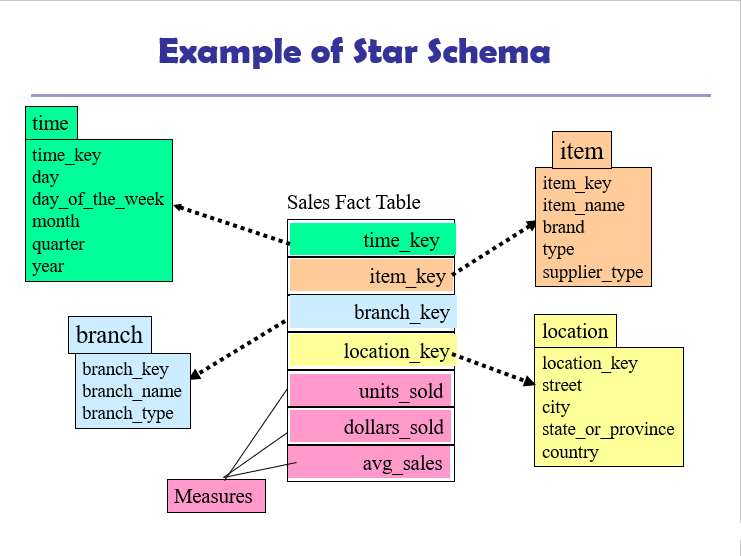 Example of Star Schema
time
time_key
day
day_of_the_week
month
quarter
year
item
item_key
item_name
brand
type
supplier_type
Sales Fact Table
time_key
item_key
branch_key
location_key
units_sold
dollars_sold
avg_sales
branch
branch_key
branch_name
branch_type
location
location_key
street
city
state_or_province
country
Measures